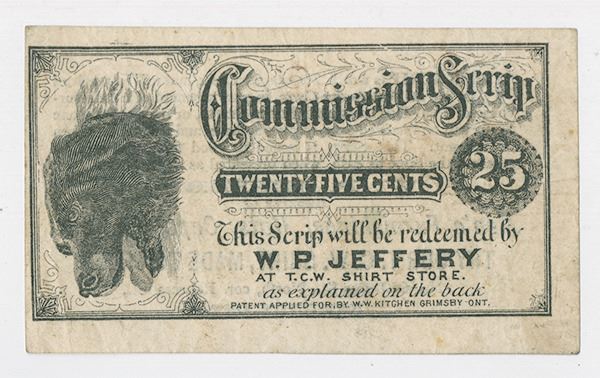 Commission Scrip
TWENTY-FIVE CENTS
25
This Scrip will be redeemed by
W. P. JEFFERY
AT T.C.W. SHIRT STORE.
as explained on the back
PATENT APPLIED FOR, BY W.W. KITCHEN GRIMSBY ONT.